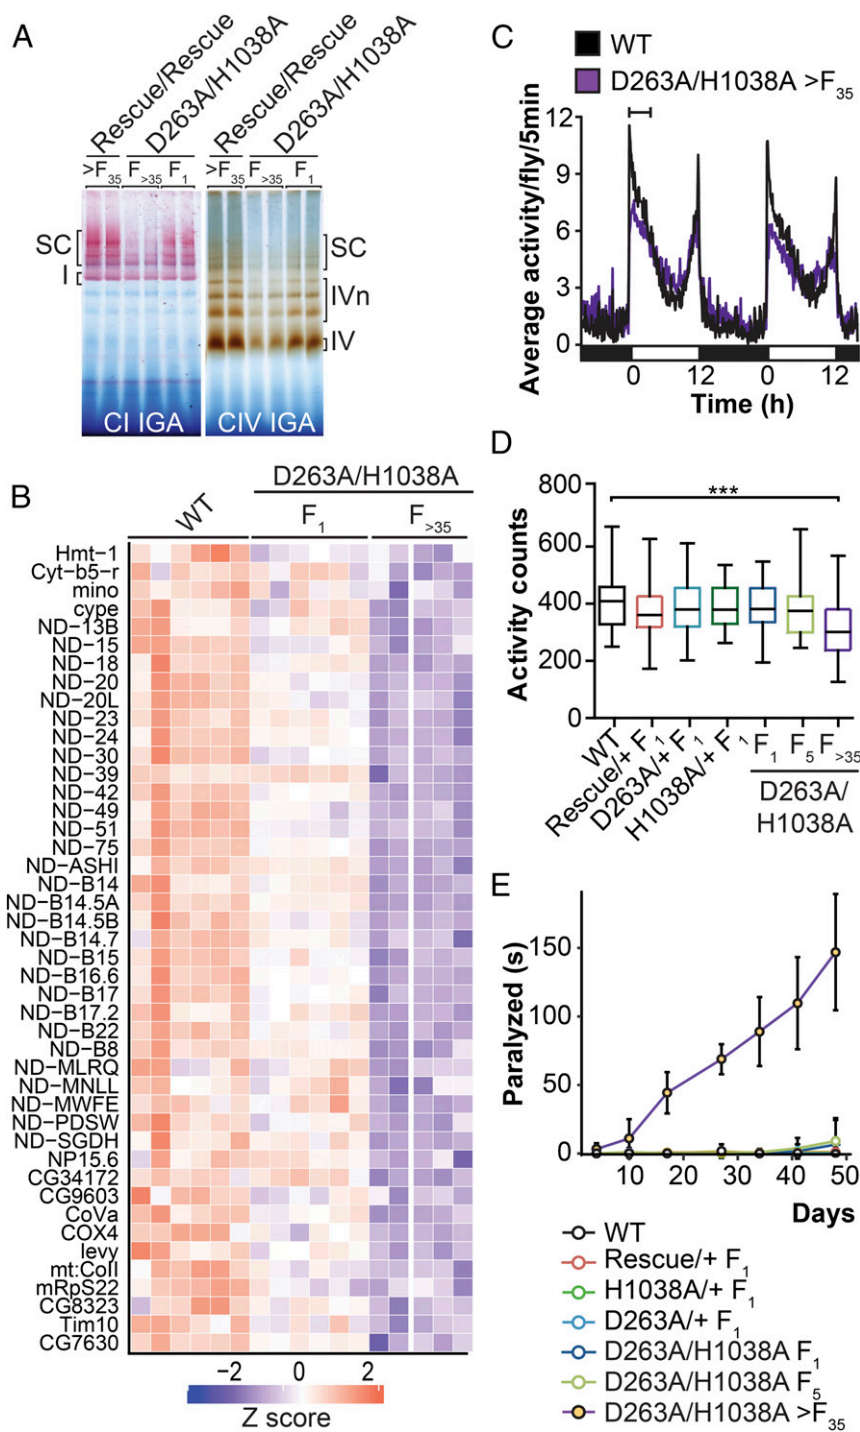 A
Rescue/Rescue
D263A/H1038A
Rescue/Rescue
D263A/H1038A
>F35 F>35 F1 >F35 F>35 F1
SC
I
SC
IVn
IV
CI IGA
CIV IGA
C
WT
D263A/H1038A >F35
Average activity/fly/5min
12
9
6
3
0
0 12 0 12
Time (h)
B
D263A/H1038A
WT
F1
F>35
Hmt−1
Cyt−b5−r
mino
cype
ND−13B
ND−15
ND−18
ND−20
ND−20L
ND−23
ND−24
ND−30
ND−39
ND−42
ND−49
ND−51
ND−75
ND−ASHI
ND−B14
ND−B14.5A
ND−B14.5B
ND−B14.7
ND−B15
ND−B16.6
ND−B17
ND−B17.2
ND−B22
ND−B8
ND−MLRQ
ND−MNLL
ND−MWFE
ND−PDSW
ND−SGDH
NP15.6
CG34172
CG9603
CoVa
COX4
levy
mt:CoII
mRpS22
CG8323
Tim10
CG7630
−2 0 2
Z score
D
Activity counts
800
600
400
200
0
***
WT
Rescue/+ F1
D263A/+ F1
H1038A/+ F1
F1 F5 F>35
D263A/
H1038A
E
Paralyzed (s)
150
100
50
0
0 10 20 30 40 50
Days
WT
Rescue/+ F1
H1038A/+ F1
D263A/+ F1
D263A/H1038A F1
D263A/H1038A F5
D263A/H1038A >F35